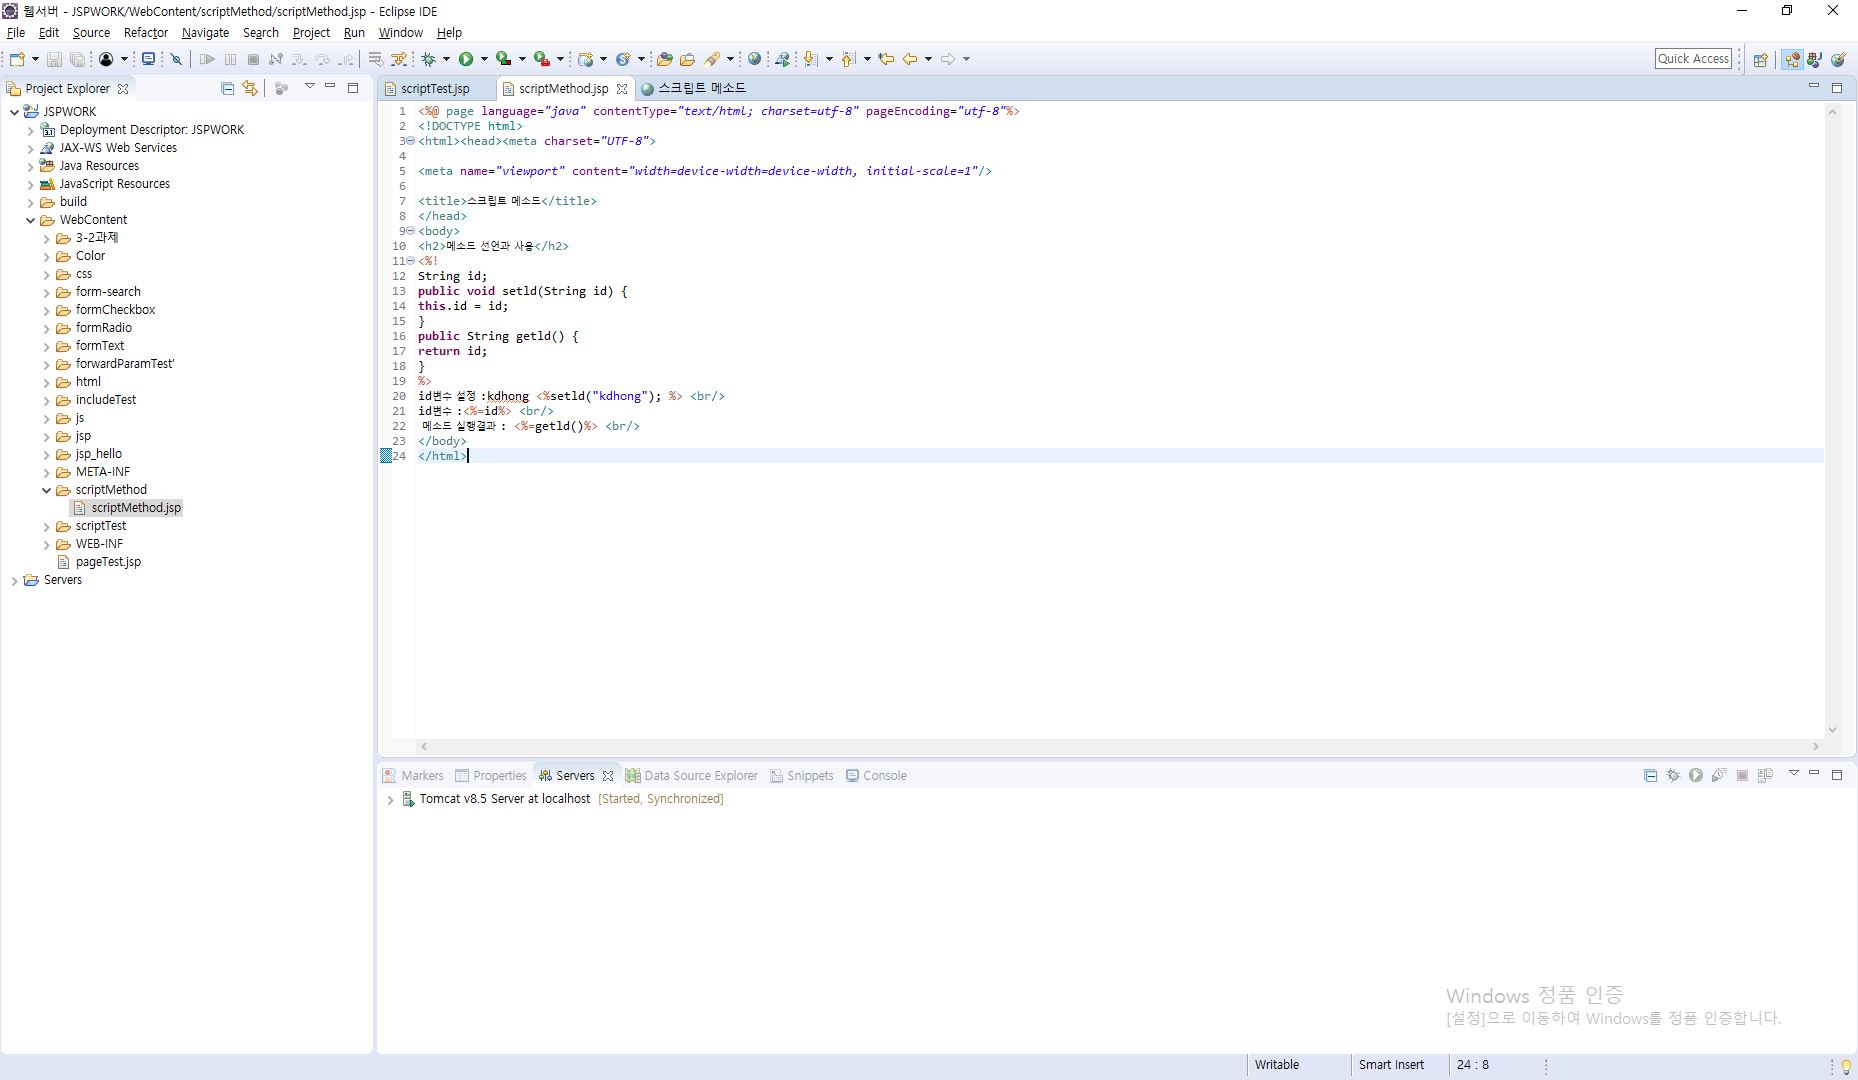 웹서버 - JSPWORK/WebContent/scriptMethod/scriptMethod.jsp - Eclipse IDE
File Edit Source Refactor Navigate Search Project Run Window Help
Quick Access
Project Explorer
JSPWORK
Deployment Descriptor: JSPWORK
JAX-WS Web Services
Java Resources
JavaScript Resources
build
WebContent
3-2과제
Color
css
form-search
formCheckbox
formRadio
formText
forwardParamTest'
html
includeTest
js
jsp
jsp_hello
META-INF
scriptMethod
scriptMethod.jsp
scriptTest
WEB-INF
pageTest.jsp
Servers
scriptTest.jsp scriptMethod.jsp 스크립트 메소드
1 <%@ page language="java" contentType="text/html; charset=utf-8" pageEncoding="utf-8"%>
2 <!DOCTYPE html>
3 <html><head><meta charset="UTF-8">
4
5 <meta name="viewport" content="width=device-width=device-width, initial-scale=1"/>
6
7 <title>스크립트 메소드</title>
8 </head>
9 <body>
10 <h2>메소드 선언과 사용</h2>
11 <%!
12 String id;
13 public void setld(String id) {
14 this.id = id;
15 }
16 public String getld() {
17 return id;
18 }
19 %>
20 id변수 설정 :kdhong <%setld("kdhong"); %> <br/>
21 id변수 :<%=id%> <br/>
22 메소드 실행결과 : <%=getld()%> <br/>
23 </body>
24 </html>
Markers Properties Servers Data Source Explorer Snippets Console
Tomcat v8.5 Server at localhost [Started, Synchronized]
Windows 정품 인증
[설정]으로 이동하여 Windows를 정품 인증합니다.
Writable Smart Insert 24 : 8